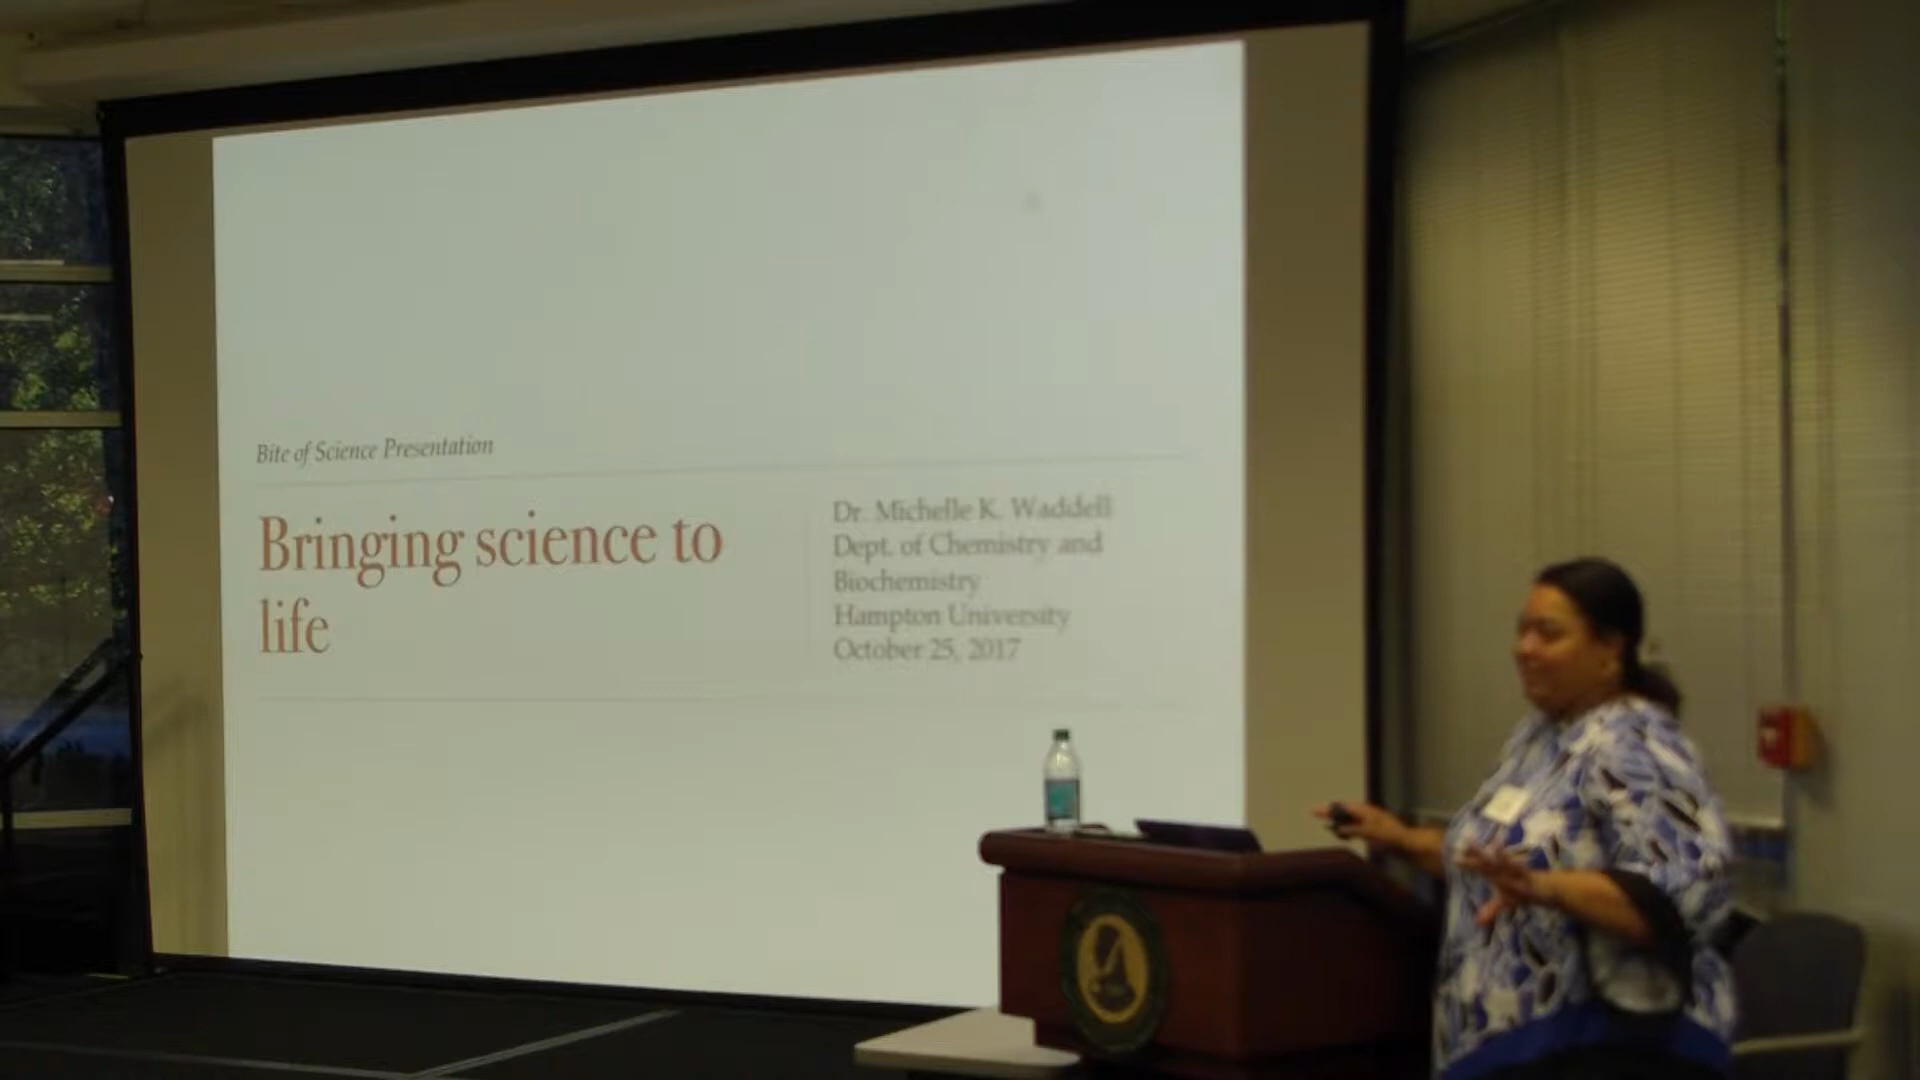 Bite of Science Presentation
Bringing science to
life
Dr. Michelle K. Waddell
Dept. of Chemistry and
Biochemistry
Hampton University
October 25, 2017